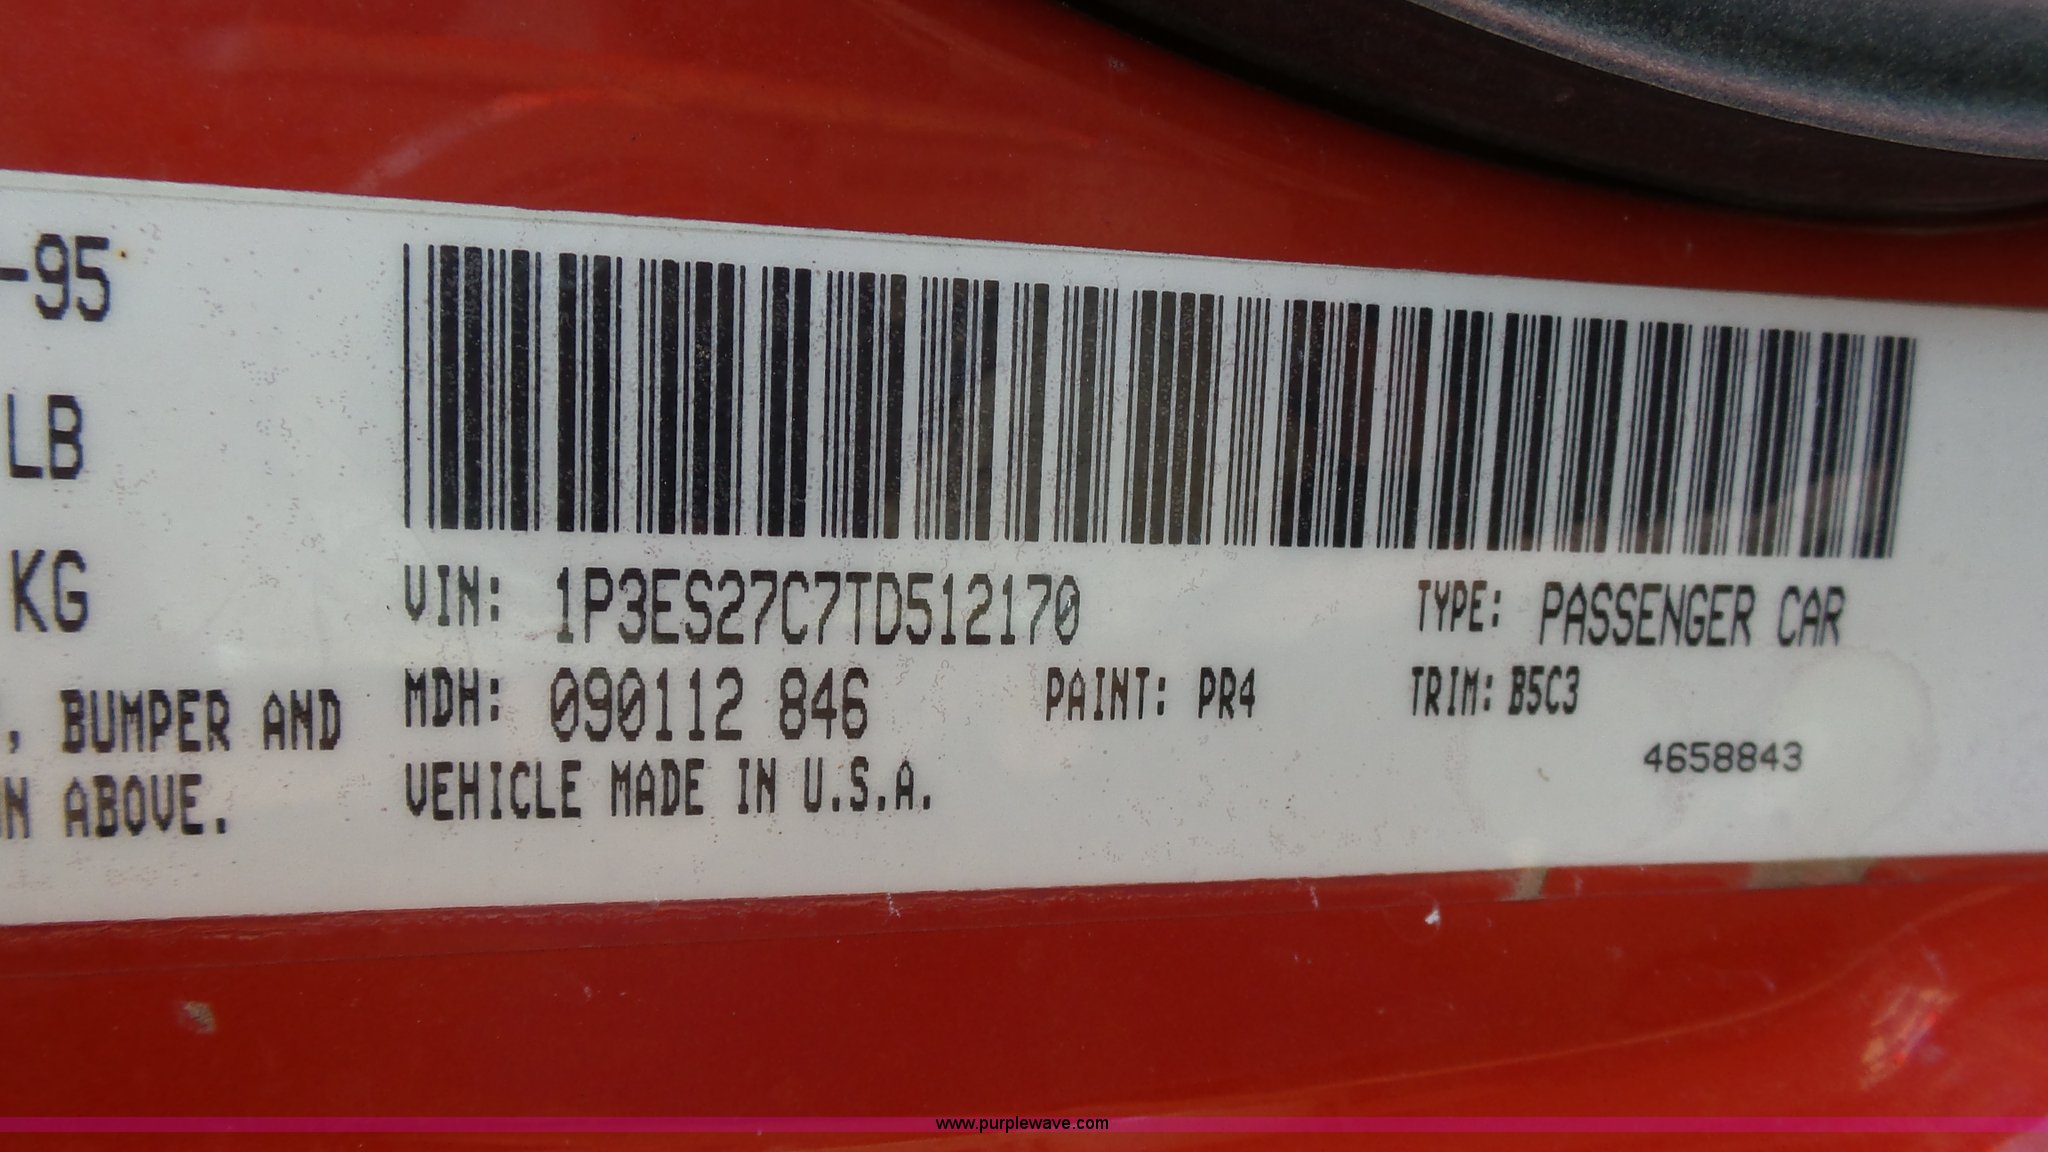 -95
LB
KG
, BUMPER AND
N ABOVE.
VIN: 1P3ES27C7TD512170
TYPE: PASSENGER CAR
MDH: 090112 846
PAINT: PR4
TRIM: B5C3
VEHICLE MADE IN U.S.A.
4658843
www.purplewave.com